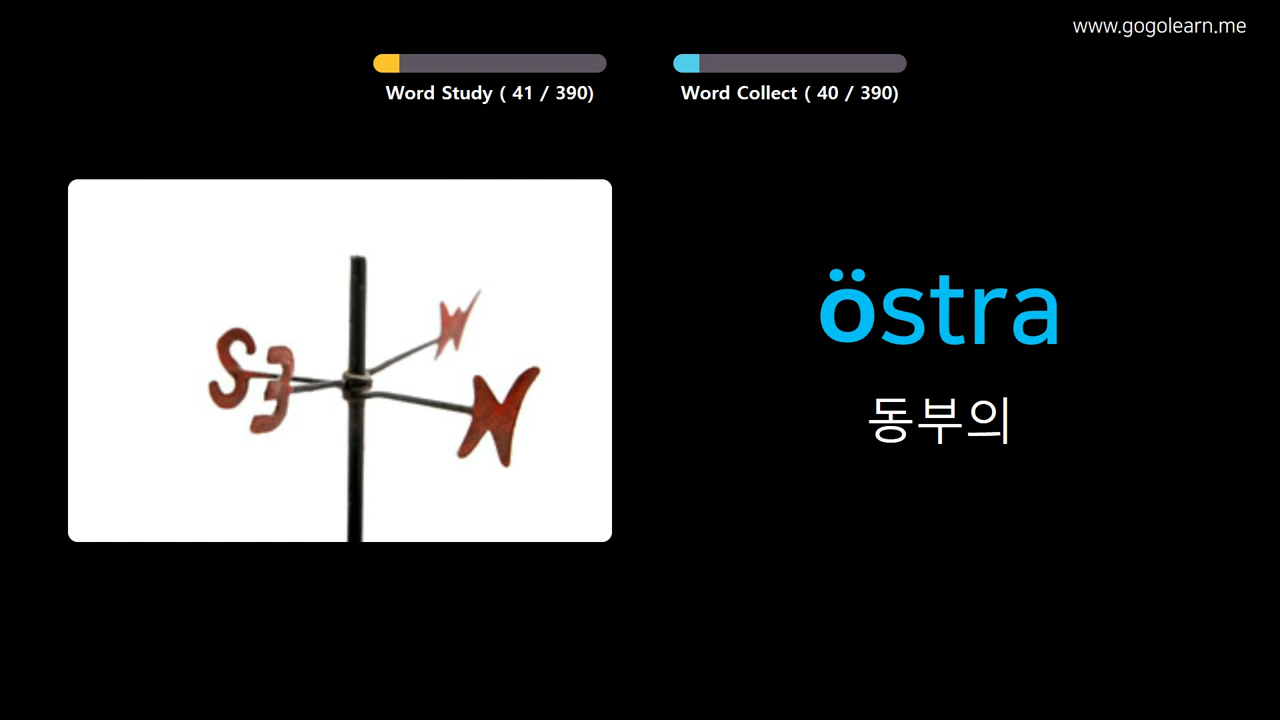 www.gogolearn.me
Word Study ( 41 / 390)
Word Collect ( 40 / 390)
S E N N
östra
동부의